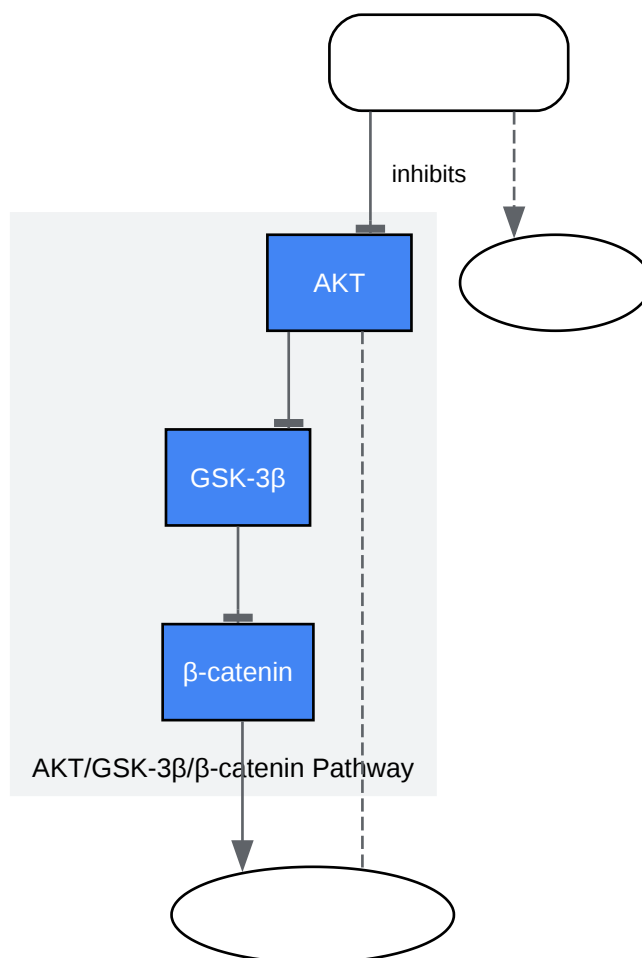 inhibits
AKT
GSK-3β
β-catenin
AKT/GSK-3β/β-catenin Pathway